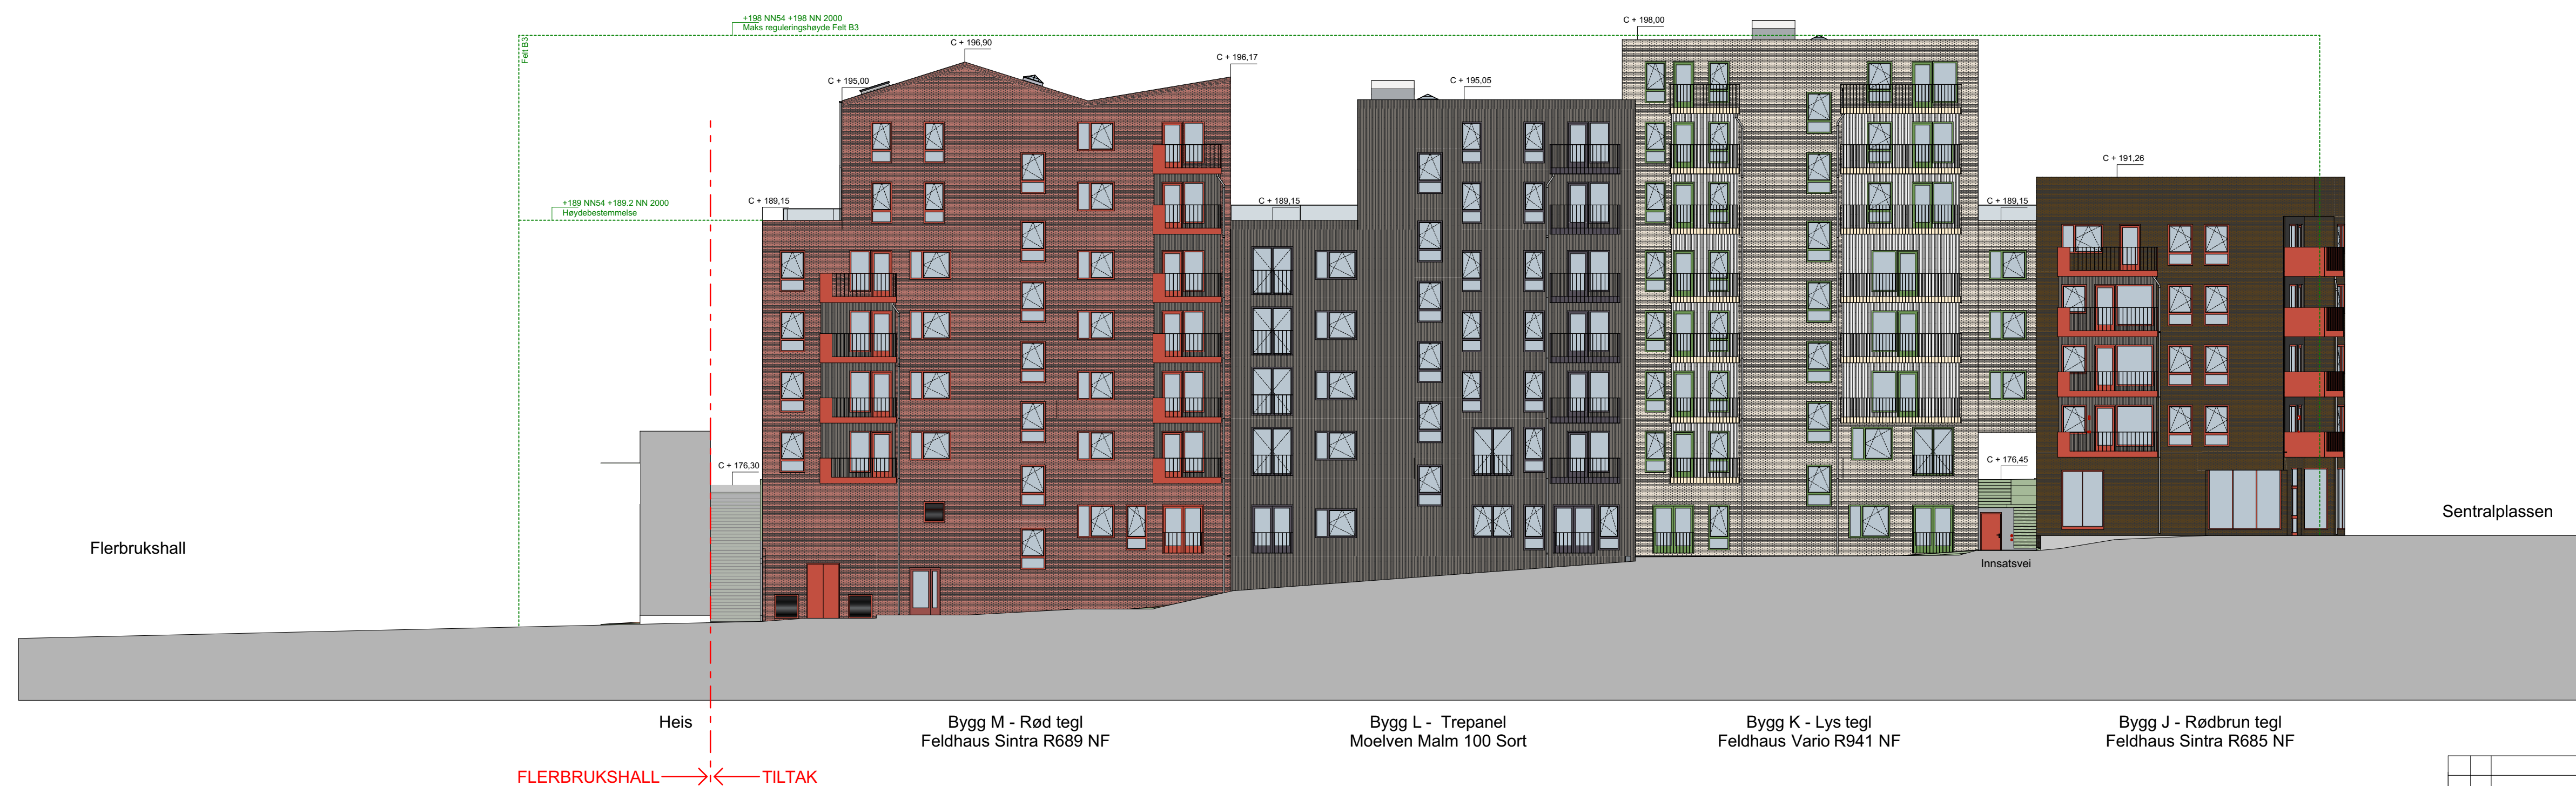 +198 NN54 +198 NN 2000
Maks reguleringshøyde Felt B3
Felt B3
C + 198,00
C + 196,90
C + 196,17
C + 195,00
C + 195,05
C + 191,26
+189 NN54 +189.2 NN 2000
Høydebestemmelse
C + 189,15
C + 189,15
C + 189,15
C + 176,30
C + 176,45
Flerbrukshall
Sentralplassen
Innsatsvei
Heis
Bygg M - Rød tegl
Feldhaus Sintra R689 NF
Bygg L - Trepanel
Moelven Malm 100 Sort
Bygg K - Lys tegl
Feldhaus Vario R941 NF
Bygg J - Rødbrun tegl
Feldhaus Sintra R685 NF
FLERBRUKSHALL
TILTAK